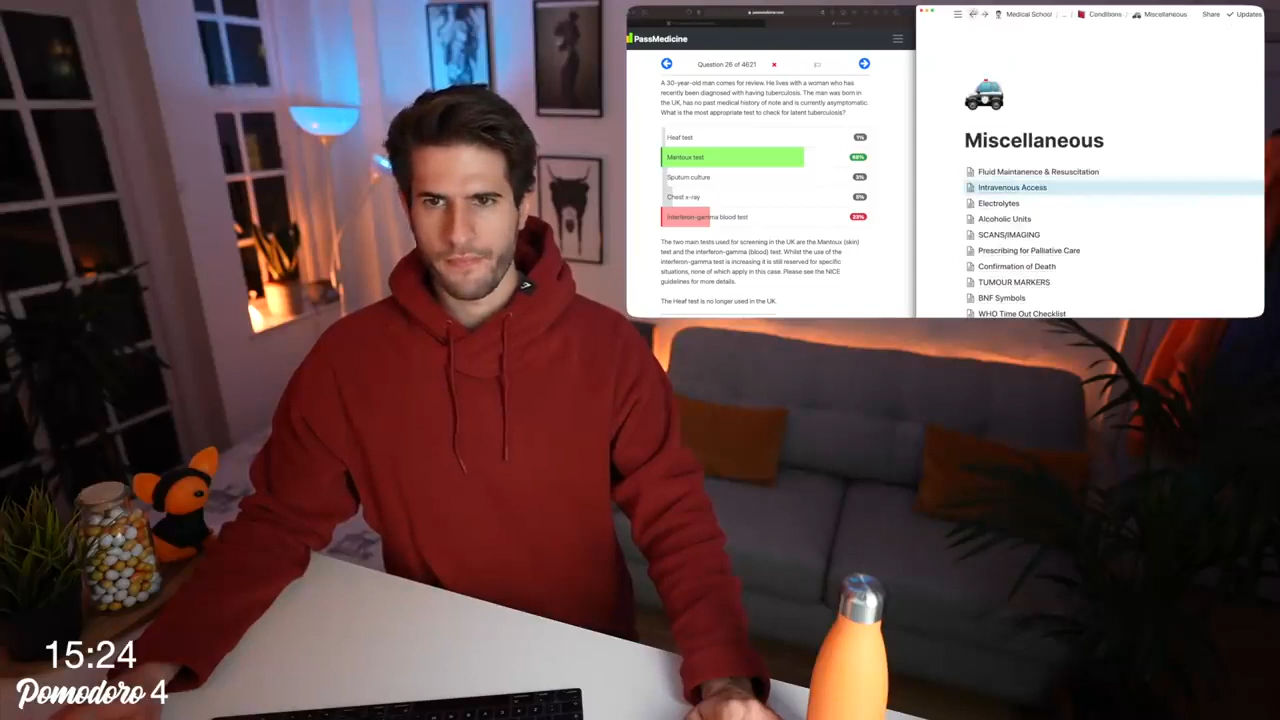 PassMedicine
Question 26 of 4621
A 30-year-old man comes for review. He lives with a woman who has
recently been diagnosed with having tuberculosis. The man was born in
the UK, has no past medical history of note and is currently asymptomatic.
What is the most appropriate test to check for latent tuberculosis?
Heaf test
1%
Mantoux test
68%
Sputum culture
3%
Chest x-ray
5%
Interferon-gamma blood test
23%
The two main tests used for screening in the UK are the Mantoux (skin)
test and the interferon-gamma (blood) test. Whilst the use of the
interferon-gamma test is increasing it is still reserved for specific
situations, none of which apply in this case. Please see the NICE
guidelines for more details.
The Heaf test is no longer used in the UK.
Medical School / ... / Conditions / Miscellaneous
Share
Updates
Miscellaneous
Fluid Maintanence & Resuscitation
Intravenous Access
Electrolytes
Alcoholic Units
SCANS/IMAGING
Prescribing for Palliative Care
Confirmation of Death
TUMOUR MARKERS
BNF Symbols
WHO Time Out Checklist
15:24
Pomodoro 4